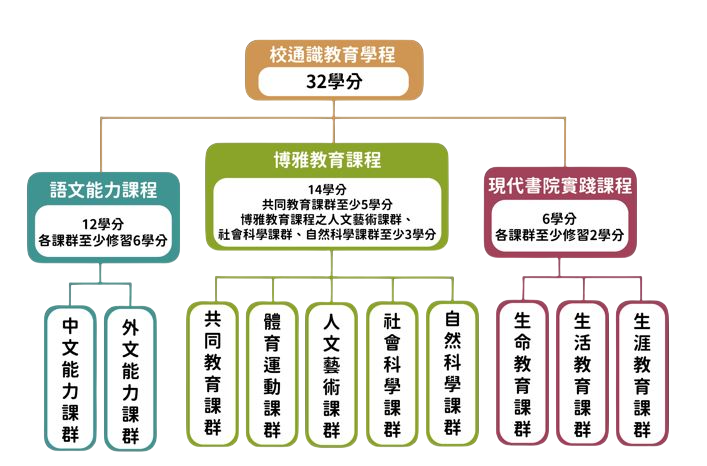 校通識教育學程
32學分
語文能力課程
12學分
各課群至少修習6學分
博雅教育課程
14學分
共同教育課群至少5學分
博雅教育課程之人文藝術課群、
社會科學課群、自然科學課群至少3學分
現代書院實踐課程
6學分
各課群至少修習2學分
中文能力課群
外文能力課群
共同教育課群
體育運動課群
人文藝術課群
社會科學課群
自然科學課群
生命教育課群
生活教育課群
生涯教育課群